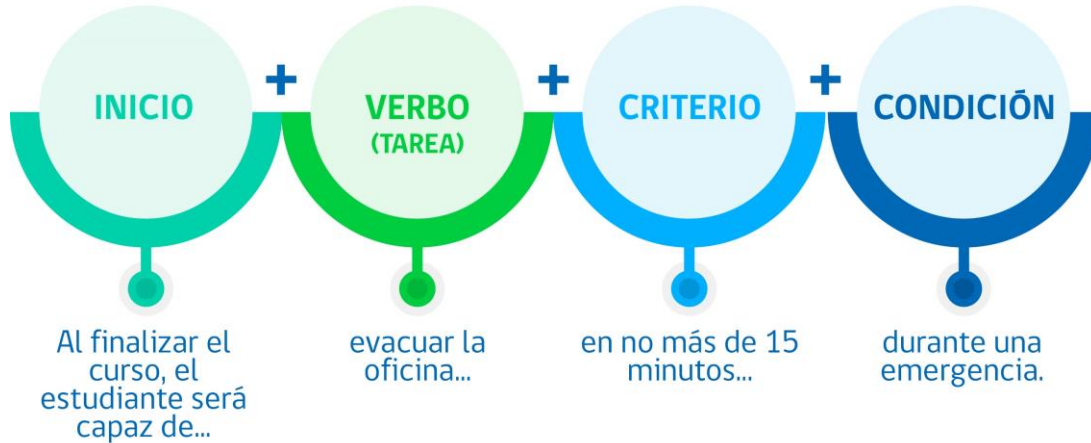 INICIO
+
VERBO
(TAREA)
+
CRITERIO
+
CONDICIÓN
Al finalizar el
curso, el
estudiante será
capaz de...
evacuar la
oficina...
en no más de 15
minutos...
durante una
emergencia.